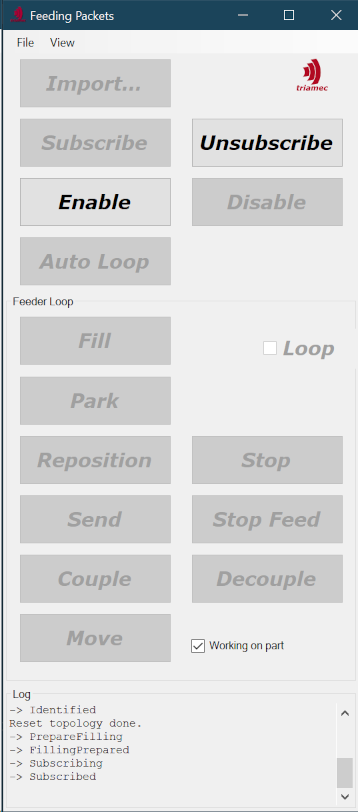 Feeding Packets
File View
Import...
triamec
Subscribe Unsubscribe
Enable Disable
Auto Loop
Feeder Loop
Fill Loop
Park
Reposition Stop
Send Stop Feed
Couple Decouple
Move Working on part
Log
-> Identified
Reset topology done.
-> PrepareFilling
-> FillingPrepared
-> Subscribing
-> Subscribed